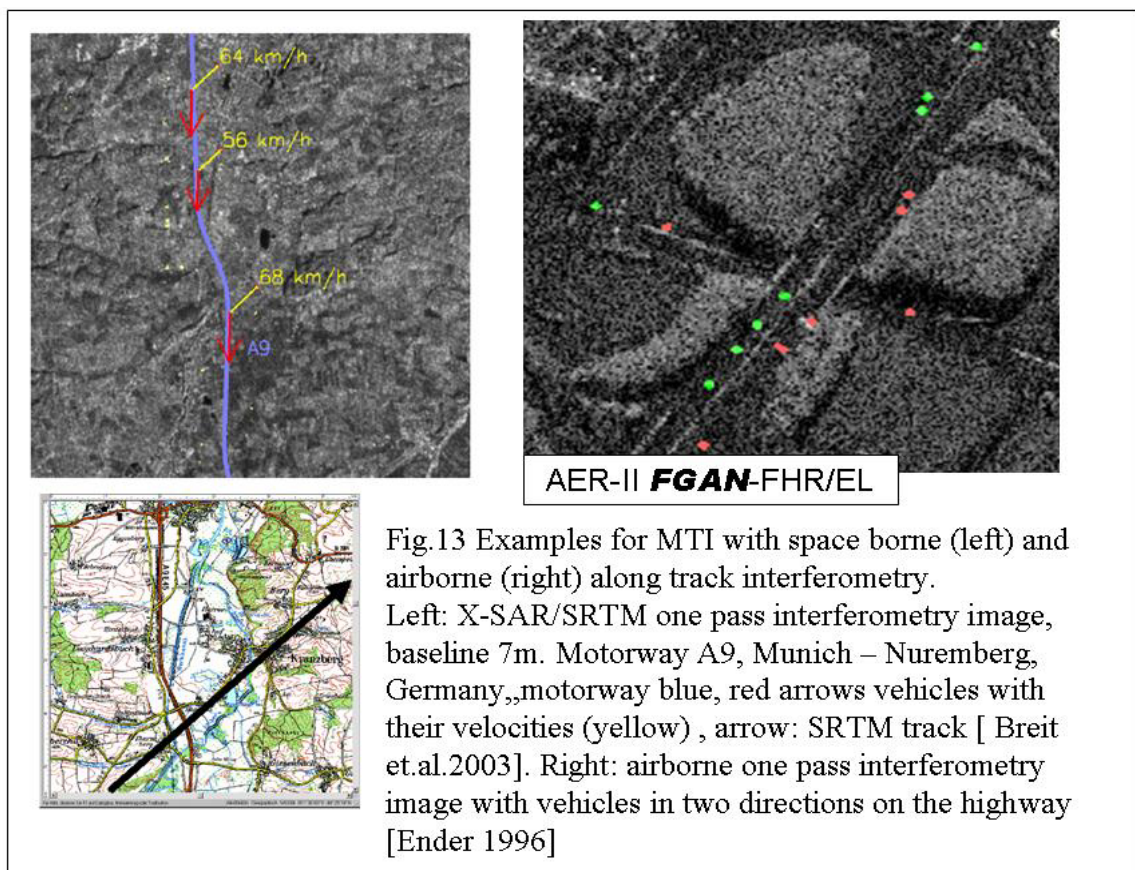 64 km/h
56 km/h
68 km/h
A9
AER-II FGAN-FHR/EL
Kranzberg
Fig.13 Examples for MTI with space borne (left) and
airborne (right) along track interferometry.
Left: X-SAR/SRTM one pass interferometry image,
baseline 7m. Motorway A9, Munich – Nuremberg,
Germany,,motorway blue, red arrows vehicles with
their velocities (yellow) , arrow: SRTM track [ Breit
et.al.2003]. Right: airborne one pass interferometry
image with vehicles in two directions on the highway
[Ender 1996]